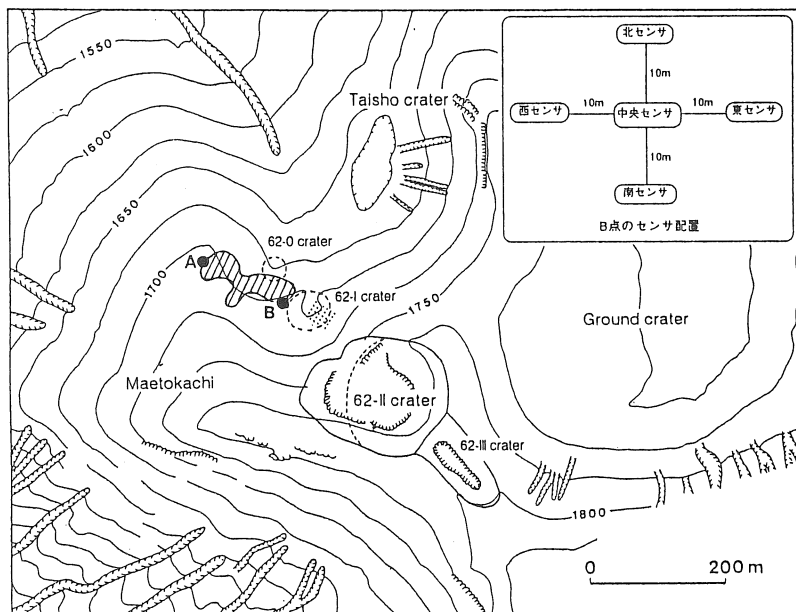 1550
1600
1650
1700
Taisho crater
62-0 crater
A
B
62-I crater
1750
Ground crater
Maetokachi
62-II crater
62-III crater
1800
0
200 m
北センサ
10m
西センサ
10m
中央センサ
10m
東センサ
10m
南センサ
B点のセンサ配置